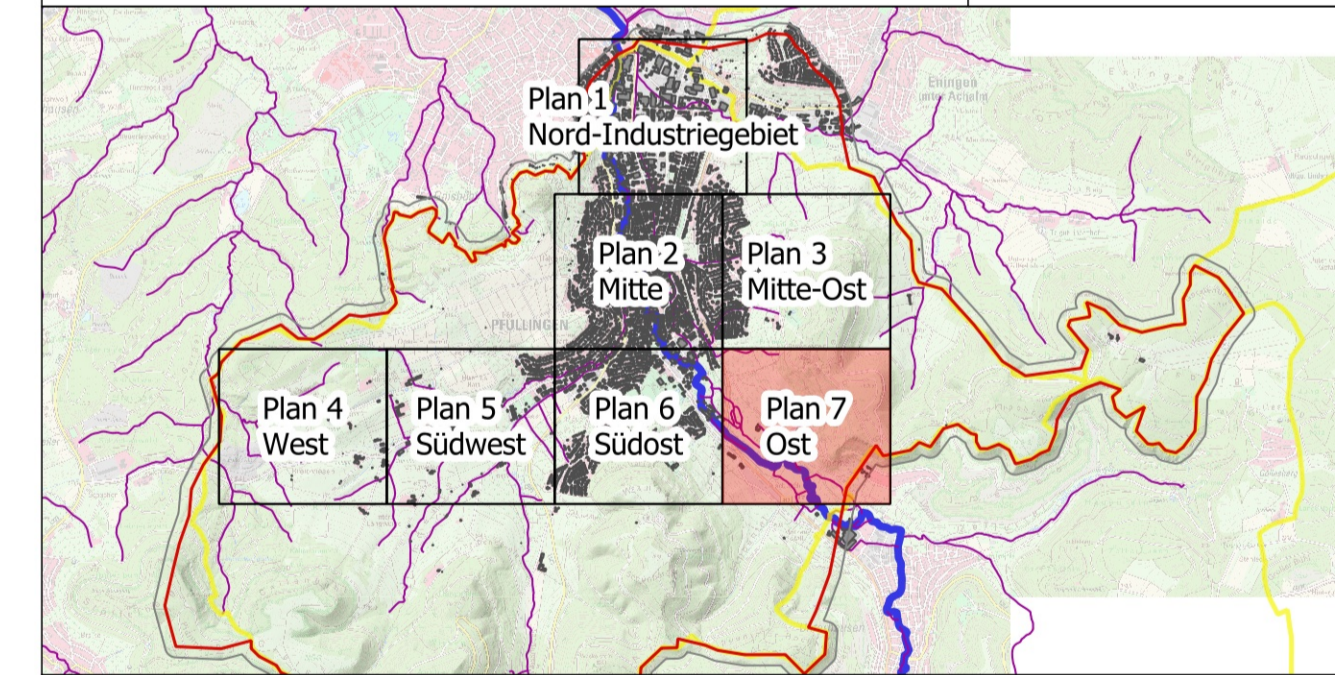 Eningen
unter Achalm
Plan 1
Nord-Industriegebiet
Plan 2
Mitte
Plan 3
Mitte-Ost
PFULLINGEN
Plan 4
West
Plan 5
Südwest
Plan 6
Südost
Plan 7
Ost